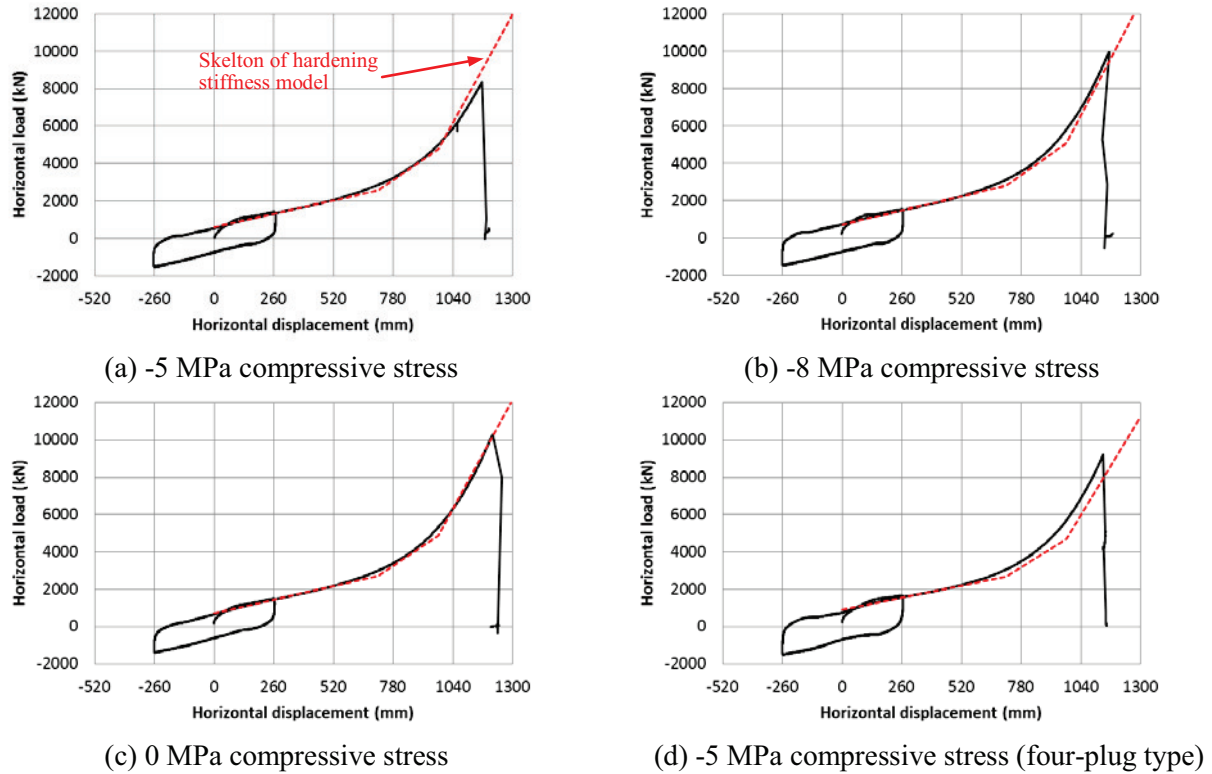 12000
10000
8000
6000
4000
2000
0
-2000
Horizontal load (kN)
Skelton of hardening
stiffness model
-520 -260 0 260 520 780 1040 1300
Horizontal displacement (mm)
(a) -5 MPa compressive stress
12000
10000
8000
6000
4000
2000
0
-2000
Horizontal load (kN)
-520 -260 0 260 520 780 1040 1300
Horizontal displacement (mm)
(b) -8 MPa compressive stress
12000
10000
8000
6000
4000
2000
0
-2000
Horizontal load (kN)
-520 -260 0 260 520 780 1040 1300
Horizontal displacement (mm)
(c) 0 MPa compressive stress
12000
10000
8000
6000
4000
2000
0
-2000
Horizontal load (kN)
-520 -260 0 260 520 780 1040 1300
Horizontal displacement (mm)
(d) -5 MPa compressive stress (four-plug type)